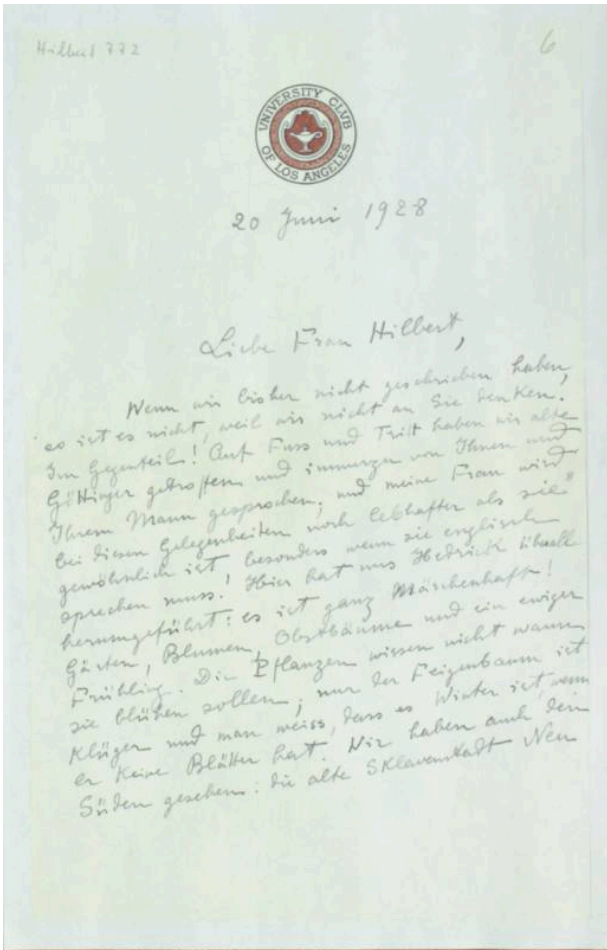 Hilbert 772
6
UNIVERSITY CLUB
OF LOS ANGELES
20 Juni 1928
Liebe Frau Hilbert,
Wenn wir bisher nicht geschrieben haben,
so ist es nicht, weil wir nicht an Sie denken.
Im Gegenteil! Auf Fuss und Tritt haben wir alte
Göttinger getroffen und immerzu von Ihnen und
Ihrem Mann gesprochen; und meine Frau wird
bei diesen Gelegenheiten noch lebhafter als sie
gewöhnlich ist, besonders wenn sie englisch
sprechen muss! Hier hat uns Hedrick überall
herumgeführt: es ist ganz Märchenhaft!
Gärten, Blumen, Obstbäume und ein ewiger
Frühling. Die Pflanzen wissen nicht wann
sie blühen sollen; nur der Feigenbaum ist
Klüger und man weiss, dass es Winter ist, wenn
er Keine Blätter hat. Wir haben auch den
Süden gesehen: die alte Sklavenstadt New